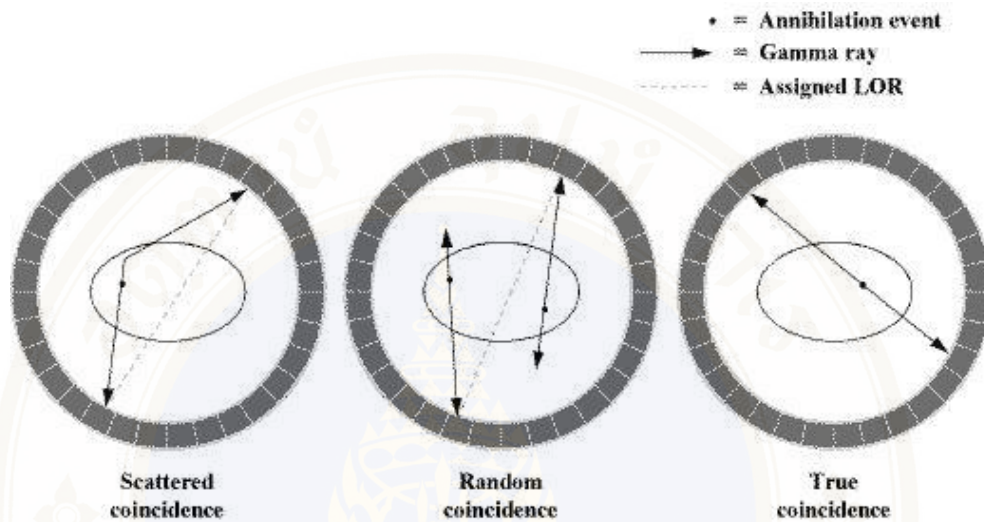 • = Annihilation event
= Gamma ray
= Assigned LOR
Scattered
coincidence
Random
coincidence
True
coincidence